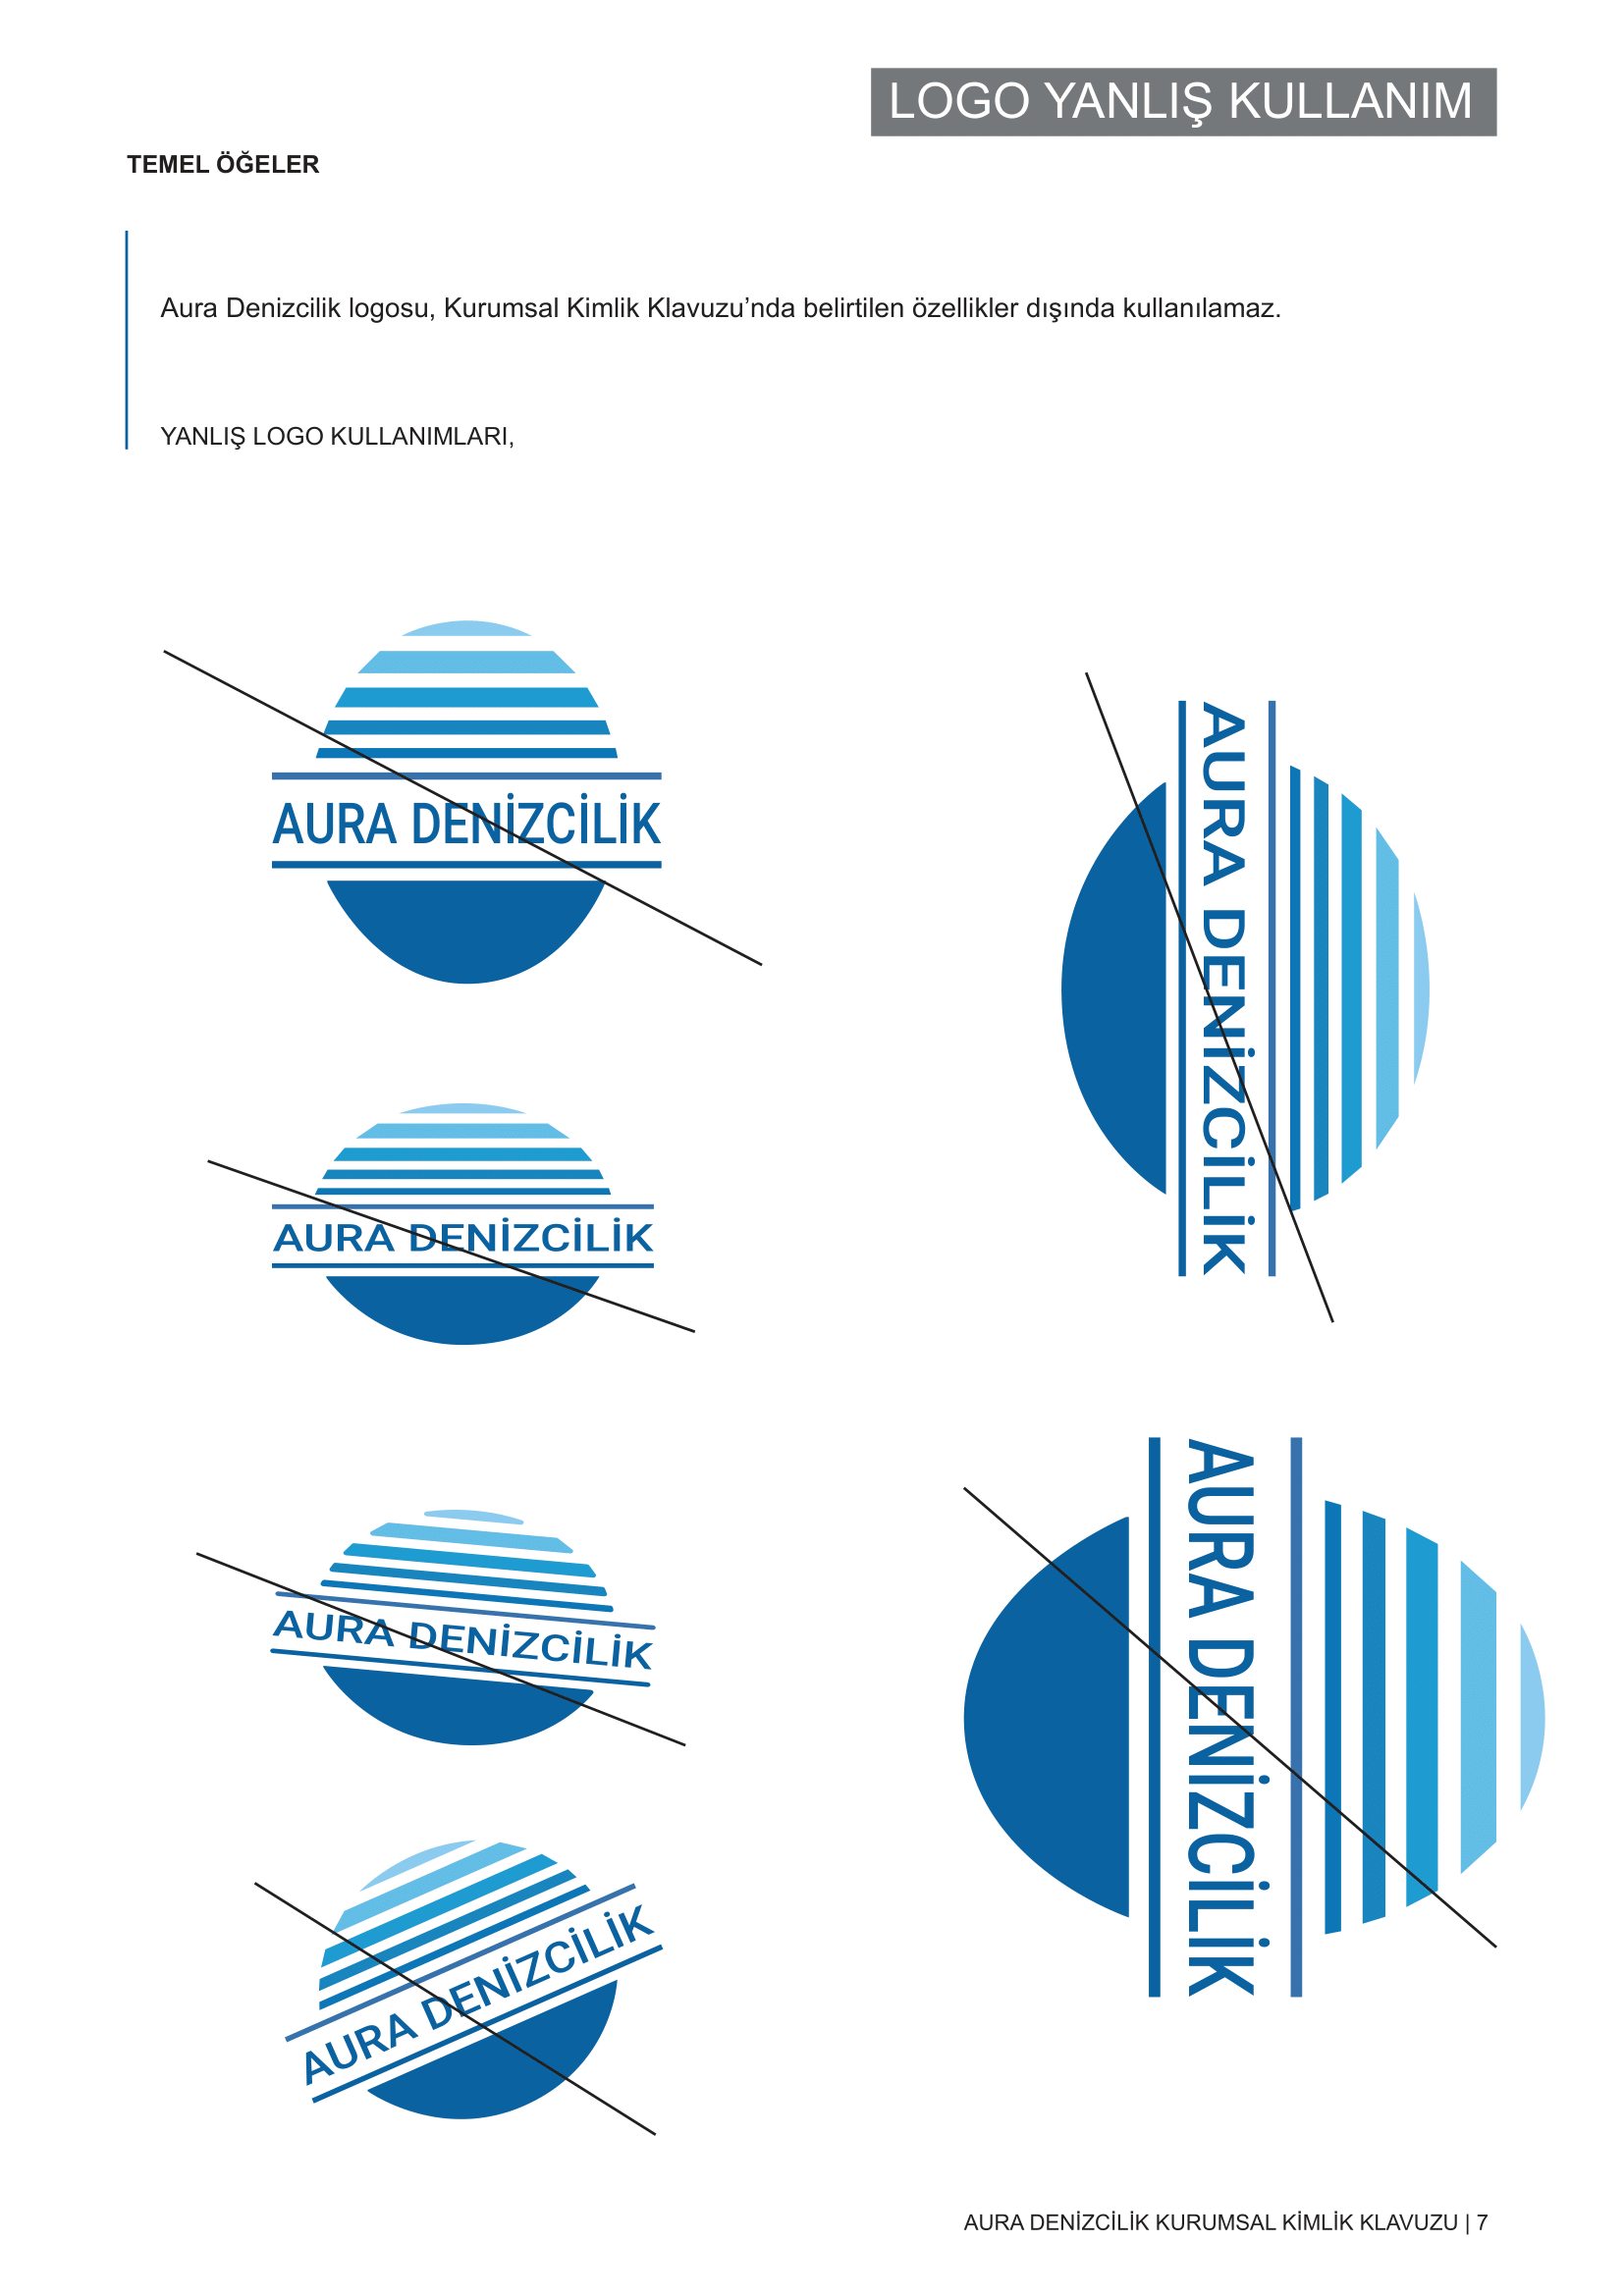 LOGO YANLIŞ KULLANIM
TEMEL ÖĞELER
Aura Denizcilik logosu, Kurumsal Kimlik Klavuzu’nda belirtilen özellikler dışında kullanılamaz.
YANLIŞ LOGO KULLANIMLARI,
AURA DENİZCİLİK
AURA DENİZCİLİK
AURA DENİZCİLİK
AURA DENİZCİLİK
AURA DENİZCİLİK
AURA DENİZCİLİK
AURA DENİZCİLİK KURUMSAL KİMLİK KLAVUZU | 7